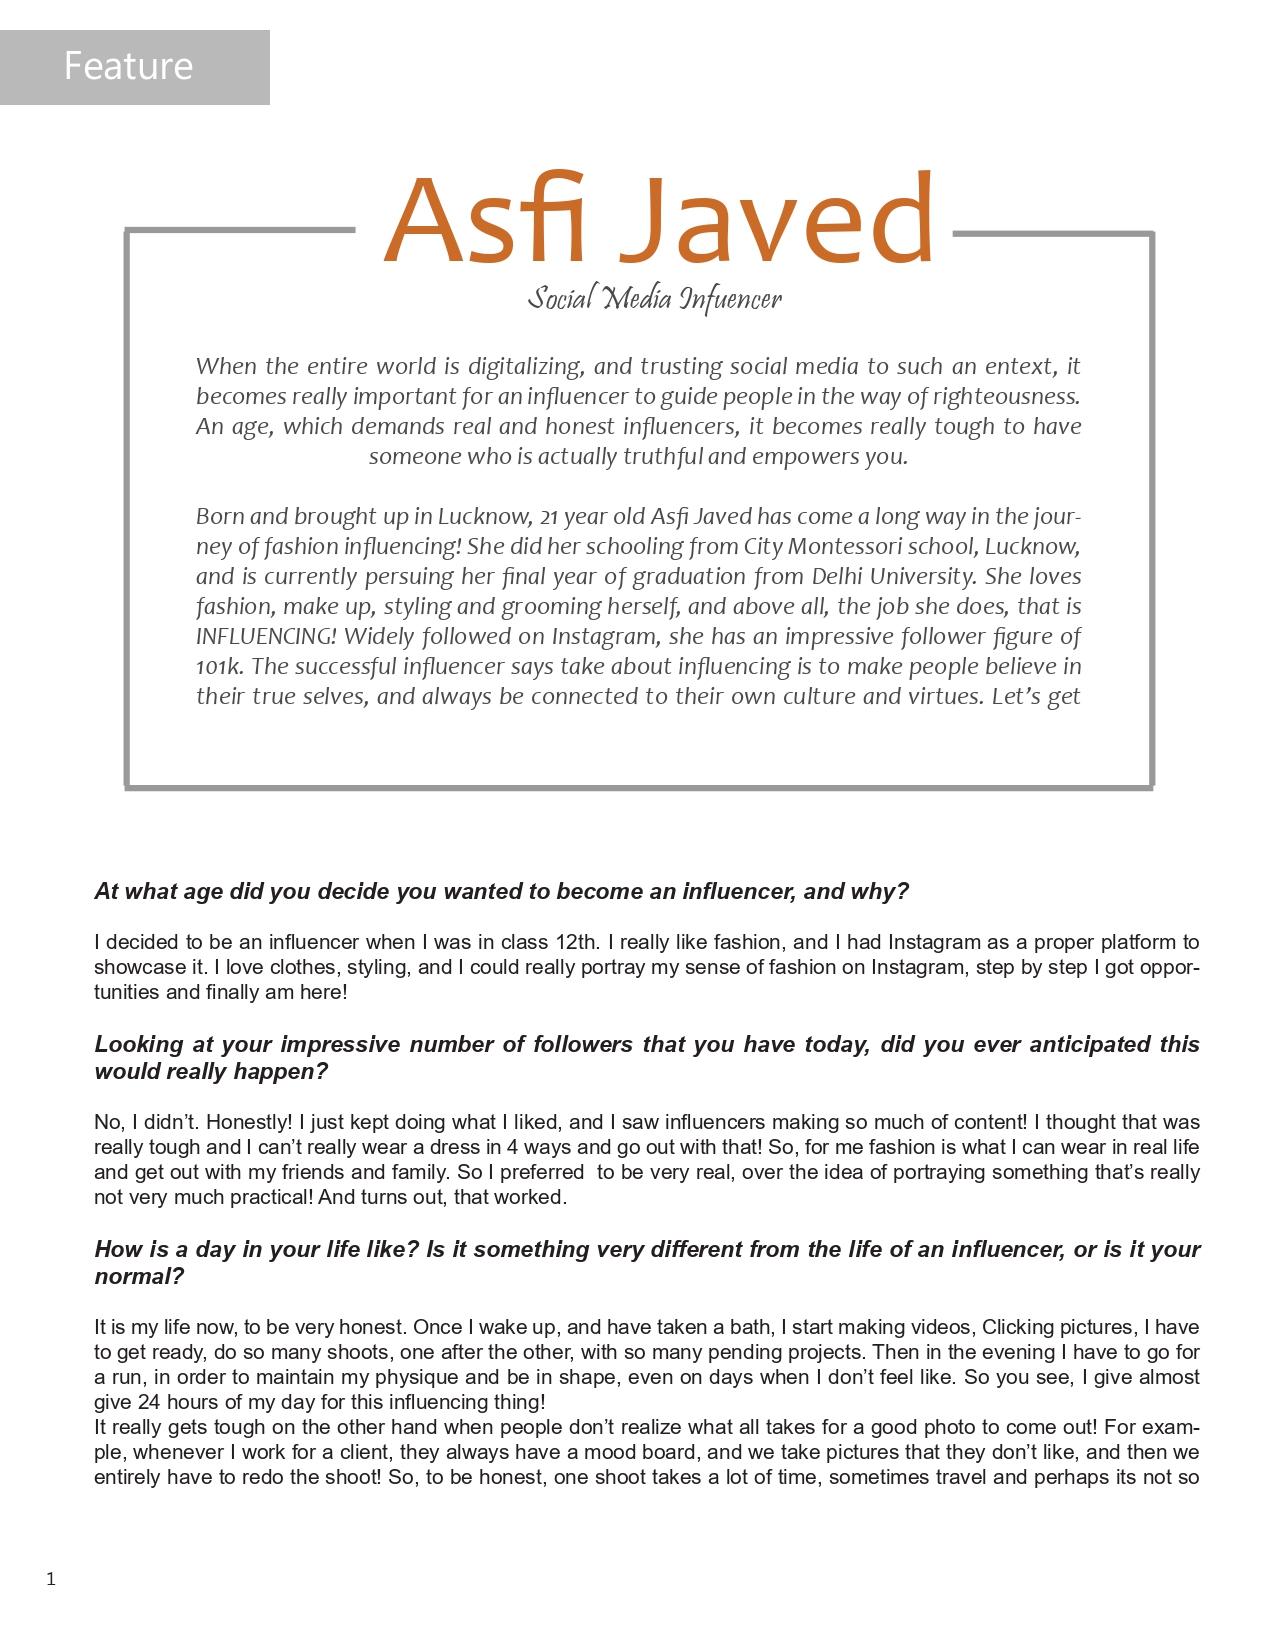 Feature
Asfi Javed
Social Media Infuencer
When the entire world is digitalizing, and trusting social media to such an entext, it
becomes really important for an influencer to guide people in the way of righteousness.
An age, which demands real and honest influencers, it becomes really tough to have
someone who is actually truthful and empowers you.
Born and brought up in Lucknow, 21 year old Asfi Javed has come a long way in the jour-
ney of fashion influencing! She did her schooling from City Montessori school, Lucknow,
and is currently persuing her final year of graduation from Delhi University. She loves
fashion, make up, styling and grooming herself, and above all, the job she does, that is
INFLUENCING! Widely followed on Instagram, she has an impressive follower figure of
101k. The successful influencer says take about influencing is to make people believe in
their true selves, and always be connected to their own culture and virtues. Let’s get
At what age did you decide you wanted to become an influencer, and why?
I decided to be an influencer when I was in class 12th. I really like fashion, and I had Instagram as a proper platform to
showcase it. I love clothes, styling, and I could really portray my sense of fashion on Instagram, step by step I got oppor-
tunities and finally am here!
Looking at your impressive number of followers that you have today, did you ever anticipated this
would really happen?
No, I didn’t. Honestly! I just kept doing what I liked, and I saw influencers making so much of content! I thought that was
really tough and I can’t really wear a dress in 4 ways and go out with that! So, for me fashion is what I can wear in real life
and get out with my friends and family. So I preferred  to be very real, over the idea of portraying something that’s really
not very much practical! And turns out, that worked.
How is a day in your life like? Is it something very different from the life of an influencer, or is it your
normal?
It is my life now, to be very honest. Once I wake up, and have taken a bath, I start making videos, Clicking pictures, I have
to get ready, do so many shoots, one after the other, with so many pending projects. Then in the evening I have to go for
a run, in order to maintain my physique and be in shape, even on days when I don’t feel like. So you see, I give almost
give 24 hours of my day for this influencing thing!
It really gets tough on the other hand when people don’t realize what all takes for a good photo to come out! For exam-
ple, whenever I work for a client, they always have a mood board, and we take pictures that they don’t like, and then we
entirely have to redo the shoot! So, to be honest, one shoot takes a lot of time, sometimes travel and perhaps its not so
1